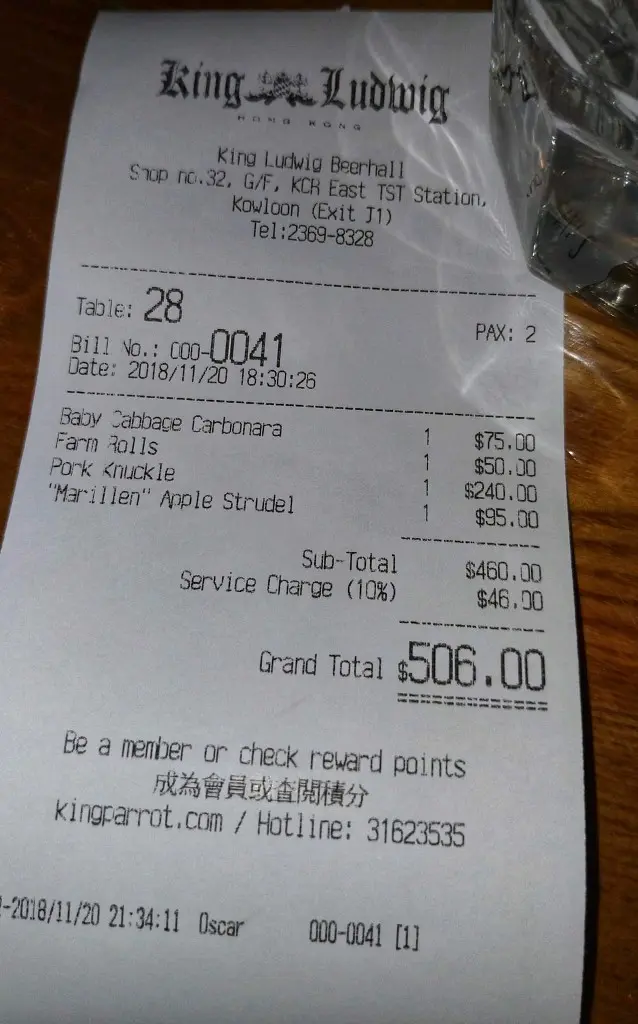 King Ludwig
HONG KONG
King Ludwig Beerhall
Shop no.32, G/F, KCR East TST Station,
Kowloon (Exit J1)
Tel:2369-8328
Table: 28
PAX: 2
Bill No.: 000-0041
Date: 2018/11/20 18:30:26
Baby Cabbage Carbonara 1 $75.00
Farm Rolls 1 $50.00
Pork Knuckle 1 $240.00
"Marillen" Apple Strudel 1 $95.00
Sub-Total $460.00
Service Charge (10%) $46.00
Grand Total $506.00
Be a member or check reward points
成為會員或查閱積分
kingparrot.com / Hotline: 31623535
-2018/11/20 21:34:11 Oscar 000-0041 [1]